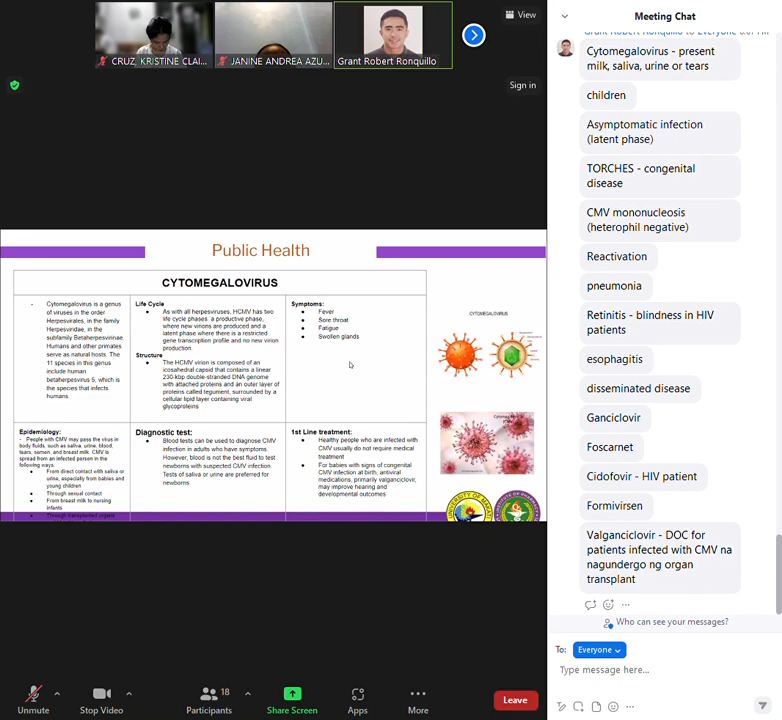 View
CRUZ, KRISTINE CLAI...
JANINE ANDREA AZU...
Grant Robert Ronquillo
Sign in
Public Health
CYTOMEGALOVIRUS
- Cytomegalovirus is a genus
of viruses in the order
Herpesvirales, in the family
Herpesviridae, in the
subfamily Betaherpesvirinae.
Humans and other primates
serve as natural hosts. The
11 species in this genus
include human
betaherpesvirus 5, which is
the species that infects
humans.
Life Cycle
● As with all herpesviruses, HCMV has two
life cycle phases: a productive phase,
where new virions are produced and a
latent phase where there is a restricted
gene transcription profile and no new virion
production.
Structure
● The HCMV virion is composed of an
icosahedral capsid that contains a linear
230-kbp double-stranded DNA genome
with attached proteins and an outer layer of
proteins called tegument, surrounded by a
cellular lipid layer containing viral
glycoproteins
Symptoms:
● Fever
● Sore throat
● Fatigue
● Swollen glands
Epidemiology:
- People with CMV may pass the virus in
body fluids, such as saliva, urine, blood,
tears, semen, and breast milk. CMV is
spread from an infected person in the
following ways
● From direct contact with saliva or
urine, especially from babies and
young children
● Through sexual contact
● From breast milk to nursing
infants
● Through transplanted organs
Diagnostic test:
● Blood tests can be used to diagnose CMV
infection in adults who have symptoms.
However, blood is not the best fluid to test
newborns with suspected CMV infection.
Tests of saliva or urine are preferred for
newborns
1st Line treatment:
● Healthy people who are infected with
CMV usually do not require medical
treatment
● For babies with signs of congenital
CMV infection at birth, antiviral
medications, primarily valganciclovir,
may improve hearing and
developmental outcomes
CYTOMEGALOVIRUS
Unmute
Stop Video
18
Participants
Share Screen
Apps
More
Leave
Meeting Chat
Grant Robert Ronquillo to Everyone
Cytomegalovirus - present
milk, saliva, urine or tears
children
Asymptomatic infection
(latent phase)
TORCHES - congenital
disease
CMV mononucleosis
(heterophil negative)
Reactivation
pneumonia
Retinitis - blindness in HIV
patients
esophagitis
disseminated disease
Ganciclovir
Foscarnet
Cidofovir - HIV patient
Formivirsen
Valganciclovir - DOC for
patients infected with CMV na
nagundergo ng organ
transplant
Who can see your messages?
To: Everyone
Type message here...